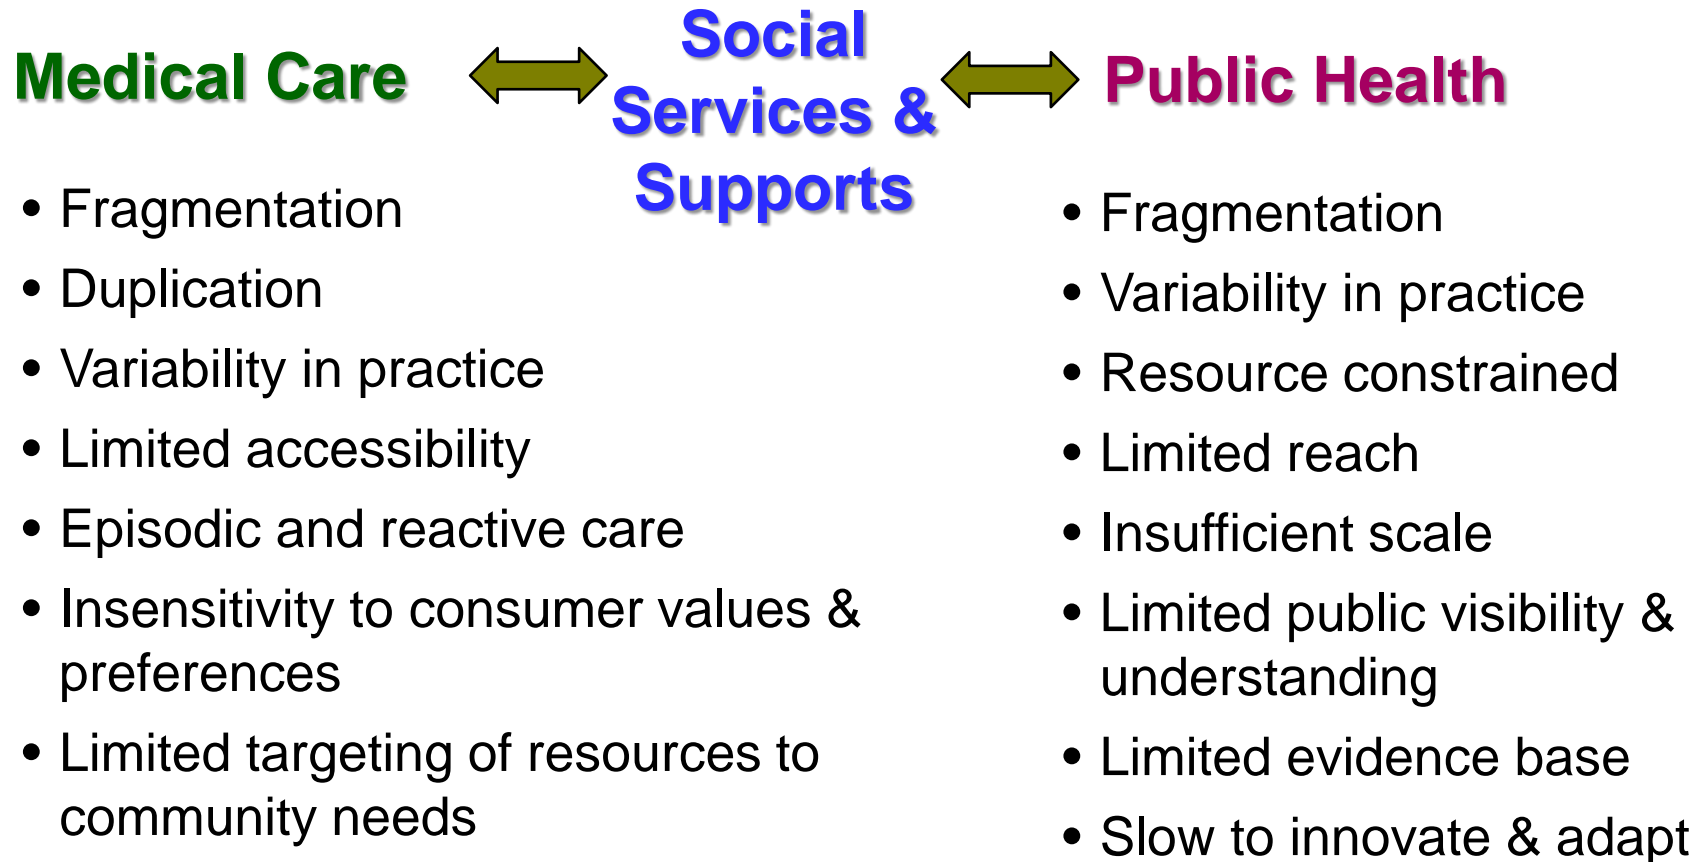 Medical Care
Social
Services &
Supports
Public Health
• Fragmentation
• Duplication
• Variability in practice
• Limited accessibility
• Episodic and reactive care
• Insensitivity to consumer values &
preferences
• Limited targeting of resources to
community needs
• Fragmentation
• Variability in practice
• Resource constrained
• Limited reach
• Insufficient scale
• Limited public visibility &
understanding
• Limited evidence base
• Slow to innovate & adapt